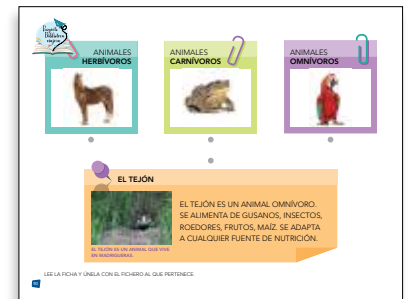 Proyecto
Biblioteca
ANIMALES
HERBÍVOROS
ANIMALES
CARNÍVOROS
ANIMALES
OMNÍVOROS
EL TEJÓN
EL TEJÓN ES UN ANIMAL OMNÍVORO.
SE ALIMENTA DE GUSANOS, INSECTOS,
ROEDORES, FRUTOS, MAÍZ. SE ADAPTA
A CUALQUIER FUENTE DE NUTRICIÓN.
EL TEJÓN ES UN ANIMAL QUE VIVE
EN MADRIGUERAS.
LEE LA FICHA Y ÚNELA CON EL FICHERO AL QUE PERTENECE.